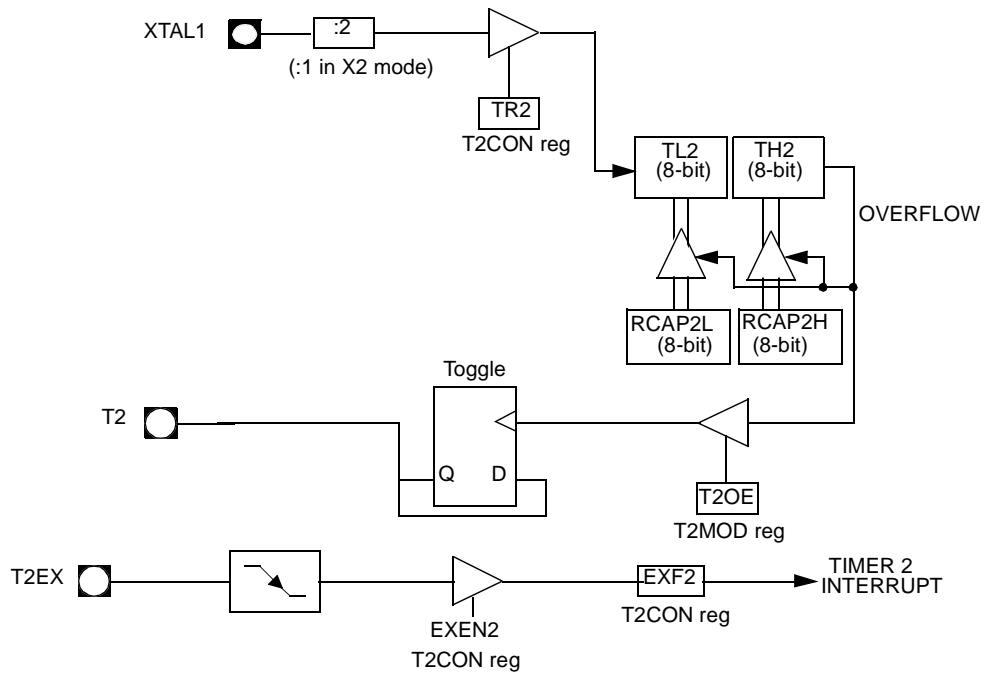 XTAL1
:2
(:1 in X2 mode)
TR2
T2CON reg
TL2
(8-bit)
TH2
(8-bit)
OVERFLOW
RCAP2L
(8-bit)
RCAP2H
(8-bit)
Toggle
T2
Q
D
T2OE
T2MOD reg
T2EX
EXEN2
T2CON reg
EXF2
T2CON reg
TIMER 2
INTERRUPT